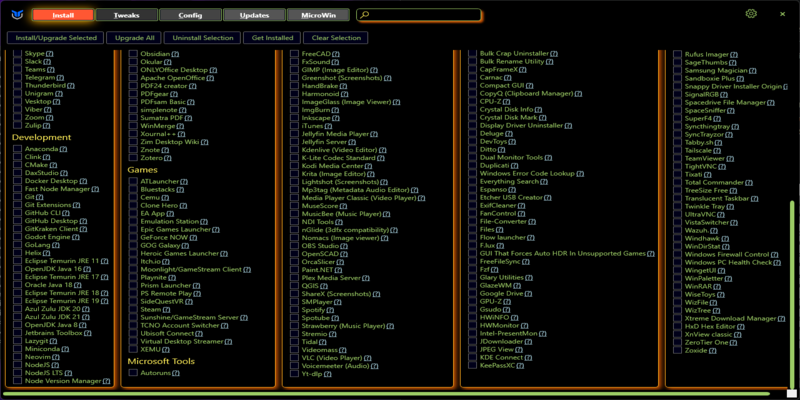 Install
Tweaks
Config
Updates
MicroWin
Install/Upgrade Selected
Upgrade All
Uninstall Selection
Get Installed
Clear Selection
Skype [?]
Slack [?]
Teams [?]
Telegram [?]
Thunderbird [?]
Unigram [?]
Vesktop [?]
Viber [?]
Zoom [?]
Zulip [?]
Development
Anaconda [?]
Clink [?]
CMake [?]
DaxStudio [?]
Docker Desktop [?]
Fast Node Manager [?]
Git [?]
Git Extensions [?]
GitHub CLI [?]
GitHub Desktop [?]
GitKraken Client [?]
Godot Engine [?]
GoLang [?]
Helix [?]
Eclipse Temurin JRE 11 [?]
OpenJDK Java 16 [?]
Eclipse Temurin JRE 17 [?]
Oracle Java 18 [?]
Eclipse Temurin JRE 18 [?]
Eclipse Temurin JRE 19 [?]
Azul Zulu JDK 20 [?]
Azul Zulu JDK 21 [?]
OpenJDK Java 8 [?]
Jetbrains Toolbox [?]
Lazygit [?]
Miniconda [?]
Neovim [?]
NodeJS [?]
NodeJS LTS [?]
Node Version Manager [?]
Obsidian [?]
Okular [?]
ONLYOffice Desktop [?]
Apache OpenOffice [?]
PDF24 creator [?]
PDFgear [?]
PDFsam Basic [?]
simplenote [?]
Sumatra PDF [?]
WinMerge [?]
Xournal++ [?]
Zim Desktop Wiki [?]
Znote [?]
Zotero [?]
Games
ATLauncher [?]
Bluestacks [?]
Cemu [?]
Clone Hero [?]
EA App [?]
Emulation Station [?]
Epic Games Launcher [?]
GeForce NOW [?]
GOG Galaxy [?]
Heroic Games Launcher [?]
Itch.io [?]
Moonlight/GameStream Client [?]
Playnite [?]
Prism Launcher [?]
PS Remote Play [?]
SideQuestVR [?]
Steam [?]
Sunshine/GameStream Server [?]
TCNO Account Switcher [?]
Ubisoft Connect [?]
Virtual Desktop Streamer [?]
XEMU [?]
Microsoft Tools
Autoruns [?]
FreeCAD [?]
FxSound [?]
GIMP (Image Editor) [?]
Greenshot (Screenshots) [?]
HandBrake [?]
Harmonoid [?]
ImageGlass (Image Viewer) [?]
ImgBurn [?]
Inkscape [?]
iTunes [?]
Jellyfin Media Player [?]
Jellyfin Server [?]
Kdenlive (Video Editor) [?]
K-Lite Codec Standard [?]
Kodi Media Center [?]
Krita (Image Editor) [?]
Lightshot (Screenshots) [?]
Mp3tag (Metadata Audio Editor) [?]
Media Player Classic (Video Player) [?]
MuseScore [?]
MusicBee (Music Player) [?]
NDI Tools [?]
nGlide (3dfx compatibility) [?]
Nomacs (Image viewer) [?]
OBS Studio [?]
OpenSCAD [?]
OrcaSlicer [?]
Paint.NET [?]
Plex Media Server [?]
QGIS [?]
ShareX (Screenshots) [?]
SMPlayer [?]
Spotify [?]
Spotube [?]
Strawberry (Music Player) [?]
Stremio [?]
Tidal [?]
Videomass [?]
VLC (Video Player) [?]
Voicemeeter (Audio) [?]
Yt-dlp [?]
Bulk Crap Uninstaller [?]
Bulk Rename Utility [?]
CapFrameX [?]
Carnac [?]
Compact GUI [?]
CopyQ (Clipboard Manager) [?]
CPU-Z [?]
Crystal Disk Info [?]
Crystal Disk Mark [?]
Display Driver Uninstaller [?]
Deluge [?]
DevToys [?]
Ditto [?]
Dual Monitor Tools [?]
Duplicati [?]
Windows Error Code Lookup [?]
Everything Search [?]
Espanso [?]
Etcher USB Creator [?]
ExifCleaner [?]
FanControl [?]
File-Converter [?]
Files [?]
Flow launcher [?]
F.lux [?]
GUI That Forces Auto HDR In Unsupported Games [?]
FreeFileSync [?]
Fzf [?]
Glary Utilities [?]
GlazeWM [?]
Google Drive [?]
GPU-Z [?]
Gsudo [?]
HWiNFO [?]
HWMonitor [?]
Intel-PresentMon [?]
JDownloader [?]
JPEG View [?]
KDE Connect [?]
KeePassXC [?]
Rufus Imager [?]
SageThumbs [?]
Samsung Magician [?]
Sandboxie Plus [?]
Snappy Driver Installer Origin [?]
SignalRGB [?]
Spacedrive File Manager [?]
SpaceSniffer [?]
SuperF4 [?]
Syncthingtray [?]
SyncTrayzor [?]
Tabby.sh [?]
Tailscale [?]
TeamViewer [?]
TightVNC [?]
Tixati [?]
Total Commander [?]
TreeSize Free [?]
Translucent Taskbar [?]
Twinkle Tray [?]
UltraVNC [?]
VistaSwitcher [?]
Wazuh. [?]
Windhawk [?]
WinDirStat [?]
Windows Firewall Control [?]
Windows PC Health Check [?]
WingetUI [?]
WinPaletter [?]
WinRAR [?]
WiseToys [?]
WizFile [?]
WizTree [?]
Xtreme Download Manager [?]
HxD Hex Editor [?]
XnView classic [?]
ZeroTier One [?]
Zoxide [?]